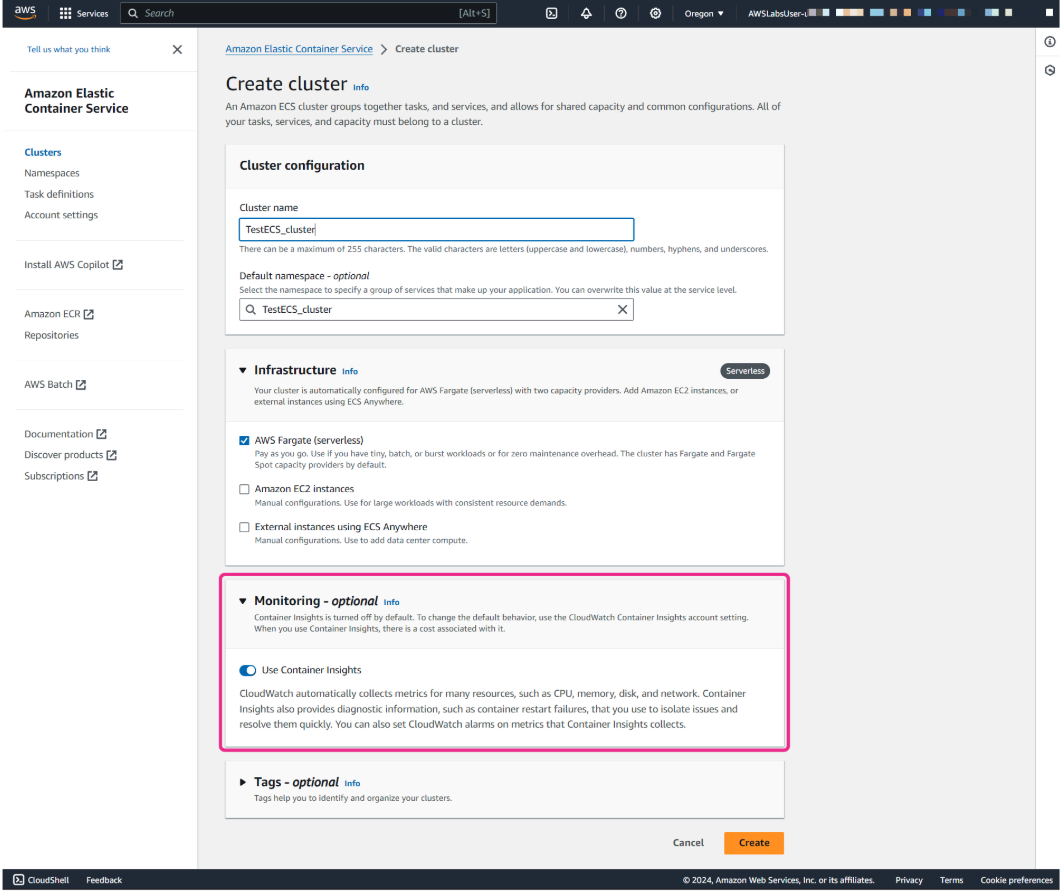 aws Services Search [Alt+S] Oregon ▼ AWSLabsUser-
Tell us what you think
Amazon Elastic
Container Service
Clusters
Namespaces
Task definitions
Account settings
Install AWS Copilot
Amazon ECR
Repositories
AWS Batch
Documentation
Discover products
Subscriptions
Amazon Elastic Container Service > Create cluster
Create cluster Info
An Amazon ECS cluster groups together tasks, and services, and allows for shared capacity and common configurations. All of
your tasks, services, and capacity must belong to a cluster.
Cluster configuration
Cluster name
TestECS_cluster
There can be a maximum of 255 characters. The valid characters are letters (uppercase and lowercase), numbers, hyphens, and underscores.
Default namespace - optional
Select the namespace to specify a group of services that make up your application. You can overwrite this value at the service level.
TestECS_cluster
Infrastructure Info Serverless
Your cluster is automatically configured for AWS Fargate (serverless) with two capacity providers. Add Amazon EC2 instances, or
external instances using ECS Anywhere.
AWS Fargate (serverless)
Pay as you go. Use if you have tiny, batch, or burst workloads or for zero maintenance overhead. The cluster has Fargate and Fargate
Spot capacity providers by default.
Amazon EC2 instances
Manual configurations. Use for large workloads with consistent resource demands.
External instances using ECS Anywhere
Manual configurations. Use to add data center compute.
Monitoring - optional Info
Container Insights is turned off by default. To change the default behavior, use the CloudWatch Container Insights account setting.
When you use Container Insights, there is a cost associated with it.
Use Container Insights
CloudWatch automatically collects metrics for many resources, such as CPU, memory, disk, and network. Container
Insights also provides diagnostic information, such as container restart failures, that you use to isolate issues and
resolve them quickly. You can also set CloudWatch alarms on metrics that Container Insights collects.
Tags - optional Info
Tags help you to identify and organize your clusters.
Cancel Create
CloudShell Feedback © 2024, Amazon Web Services, Inc. or its affiliates. Privacy Terms Cookie preferences